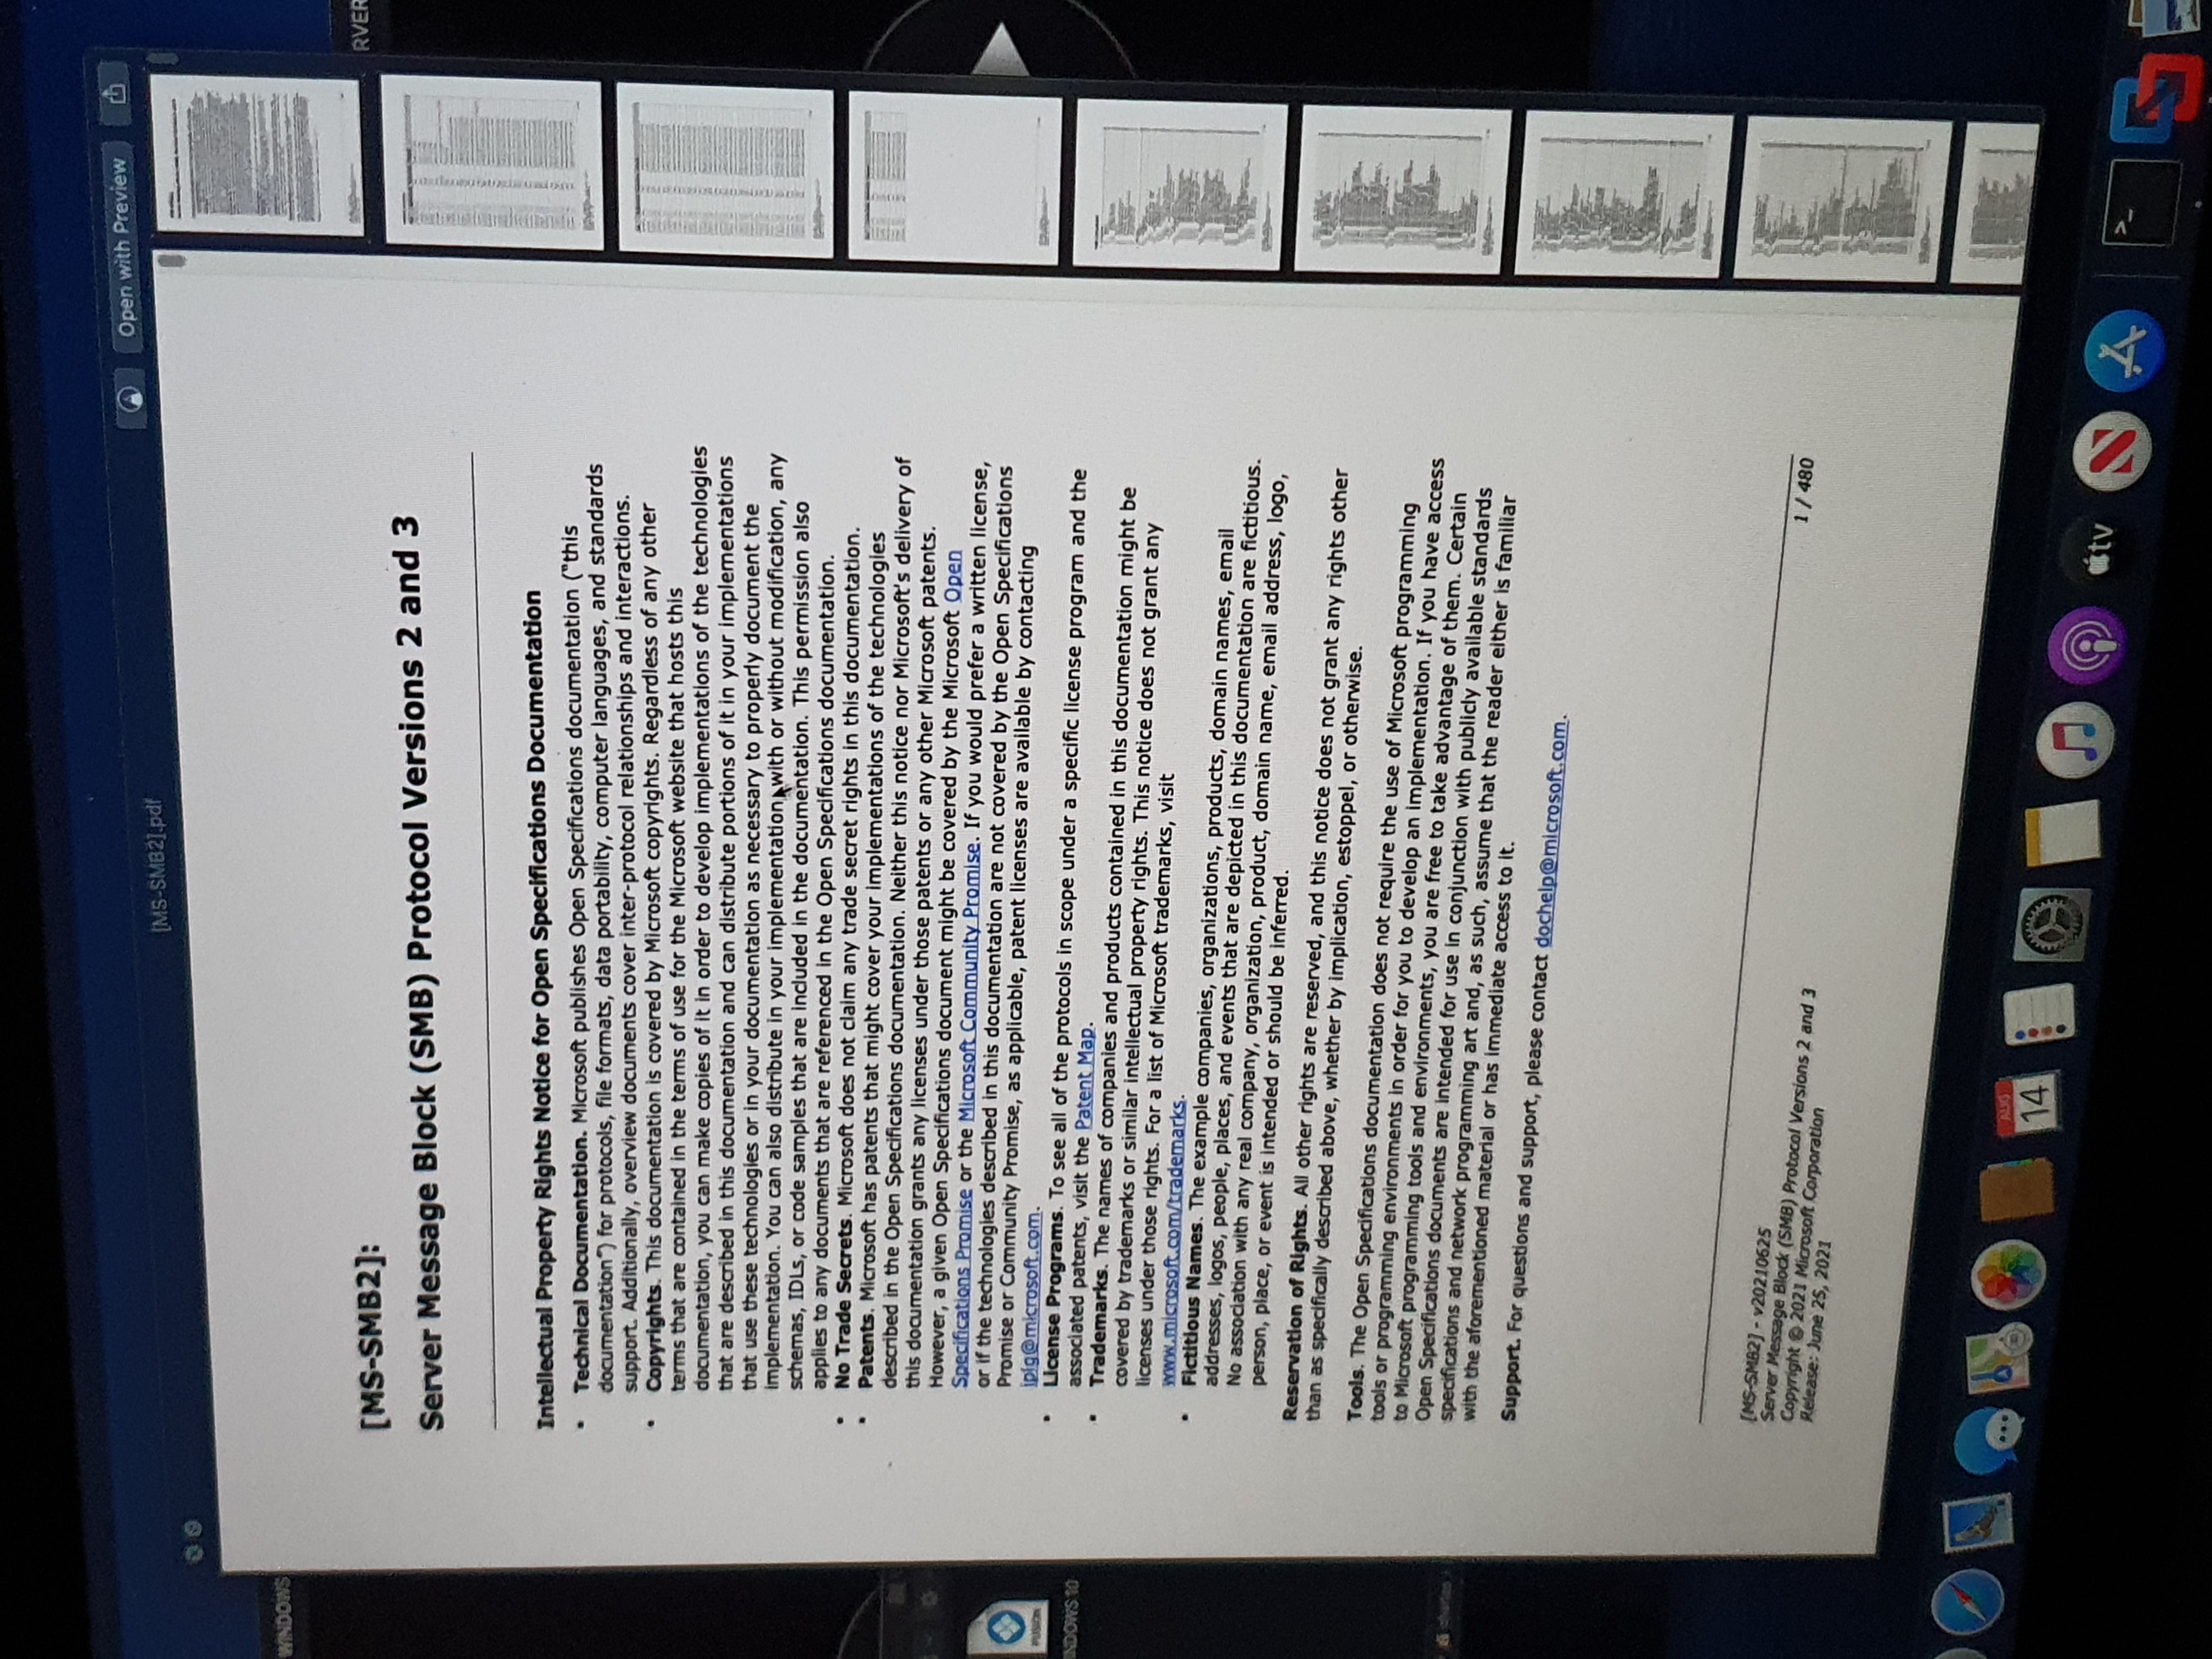 [MS-SMB2].pdf
Open with Preview
WINDOWS
RVER
[MS-SMB2]:
Server Message Block (SMB) Protocol Versions 2 and 3
Intellectual Property Rights Notice for Open Specifications Documentation
• Technical Documentation. Microsoft publishes Open Specifications documentation ("this
documentation") for protocols, file formats, data portability, computer languages, and standards
support. Additionally, overview documents cover inter-protocol relationships and interactions.
• Copyrights. This documentation is covered by Microsoft copyrights. Regardless of any other
terms that are contained in the terms of use for the Microsoft website that hosts this
documentation, you can make copies of it in order to develop implementations of the technologies
that are described in this documentation and can distribute portions of it in your implementations
that use these technologies or in your documentation as necessary to properly document the
implementation. You can also distribute in your implementation, with or without modification, any
schemas, IDLs, or code samples that are included in the documentation. This permission also
applies to any documents that are referenced in the Open Specifications documentation.
• No Trade Secrets. Microsoft does not claim any trade secret rights in this documentation.
• Patents. Microsoft has patents that might cover your implementations of the technologies
described in the Open Specifications documentation. Neither this notice nor Microsoft's delivery of
this documentation grants any licenses under those patents or any other Microsoft patents.
However, a given Open Specifications document might be covered by the Microsoft Open
Specifications Promise or the Microsoft Community Promise. If you would prefer a written license,
or if the technologies described in this documentation are not covered by the Open Specifications
Promise or Community Promise, as applicable, patent licenses are available by contacting
iplg@microsoft.com.
• License Programs. To see all of the protocols in scope under a specific license program and the
associated patents, visit the Patent Map.
• Trademarks. The names of companies and products contained in this documentation might be
covered by trademarks or similar intellectual property rights. This notice does not grant any
licenses under those rights. For a list of Microsoft trademarks, visit
www.microsoft.com/trademarks.
• Fictitious Names. The example companies, organizations, products, domain names, email
addresses, logos, people, places, and events that are depicted in this documentation are fictitious.
No association with any real company, organization, product, domain name, email address, logo,
person, place, or event is intended or should be inferred.
Reservation of Rights. All other rights are reserved, and this notice does not grant any rights other
than as specifically described above, whether by implication, estoppel, or otherwise.
Tools. The Open Specifications documentation does not require the use of Microsoft programming
tools or programming environments in order for you to develop an implementation. If you have access
to Microsoft programming tools and environments, you are free to take advantage of them. Certain
Open Specifications documents are intended for use in conjunction with publicly available standards
specifications and network programming art and, as such, assume that the reader either is familiar
with the aforementioned material or has immediate access to it.
Support. For questions and support, please contact dochelp@microsoft.com.
[MS-SMB2] - v20210625
Server Message Block (SMB) Protocol Versions 2 and 3
Copyright © 2021 Microsoft Corporation
Release: June 25, 2021
1 / 480
FUSION
INDOWS 10
AUG
14
tv
>_